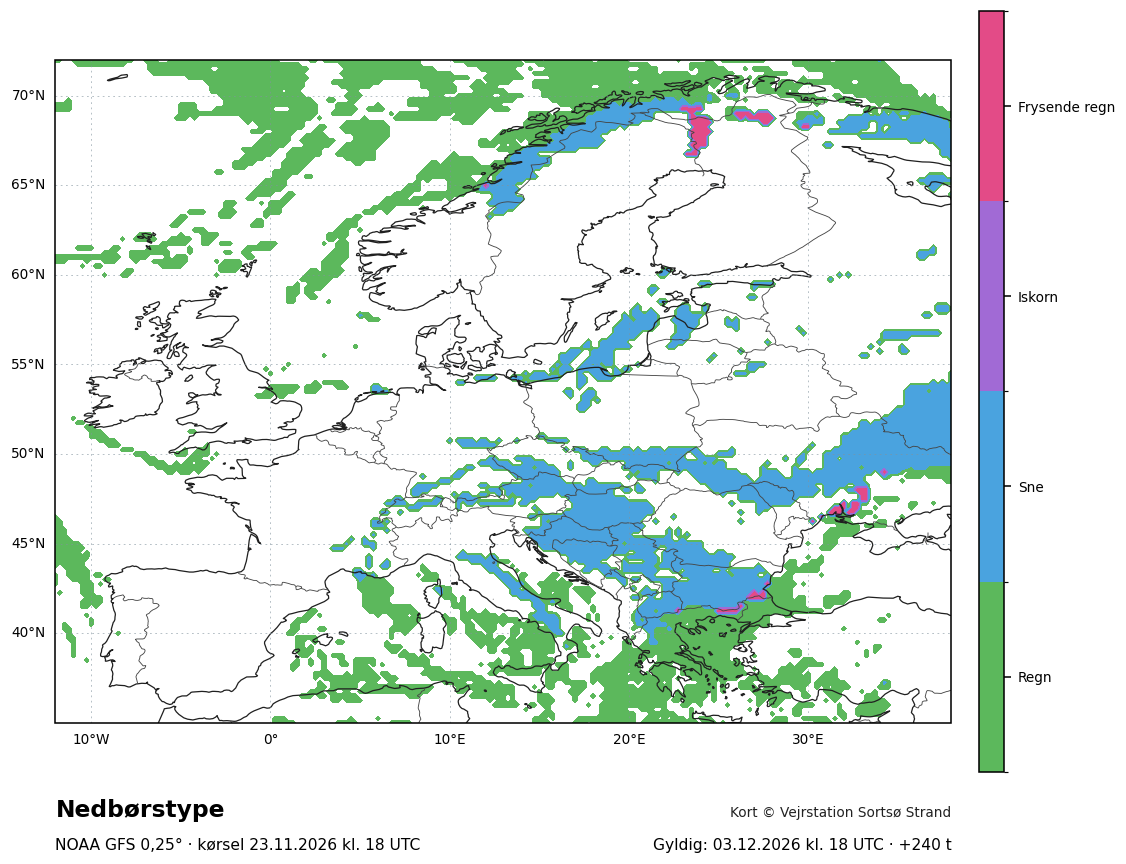 70°N
65°N
60°N
55°N
50°N
45°N
40°N
10°W
0°
10°E
20°E
30°E
Frysende regn
Iskorn
Sne
Regn
Nedbørstype
Kort © Vejrstation Sortsø Strand
NOAA GFS 0,25° · kørsel 23.11.2026 kl. 18 UTC
Gyldig: 03.12.2026 kl. 18 UTC · +240 t